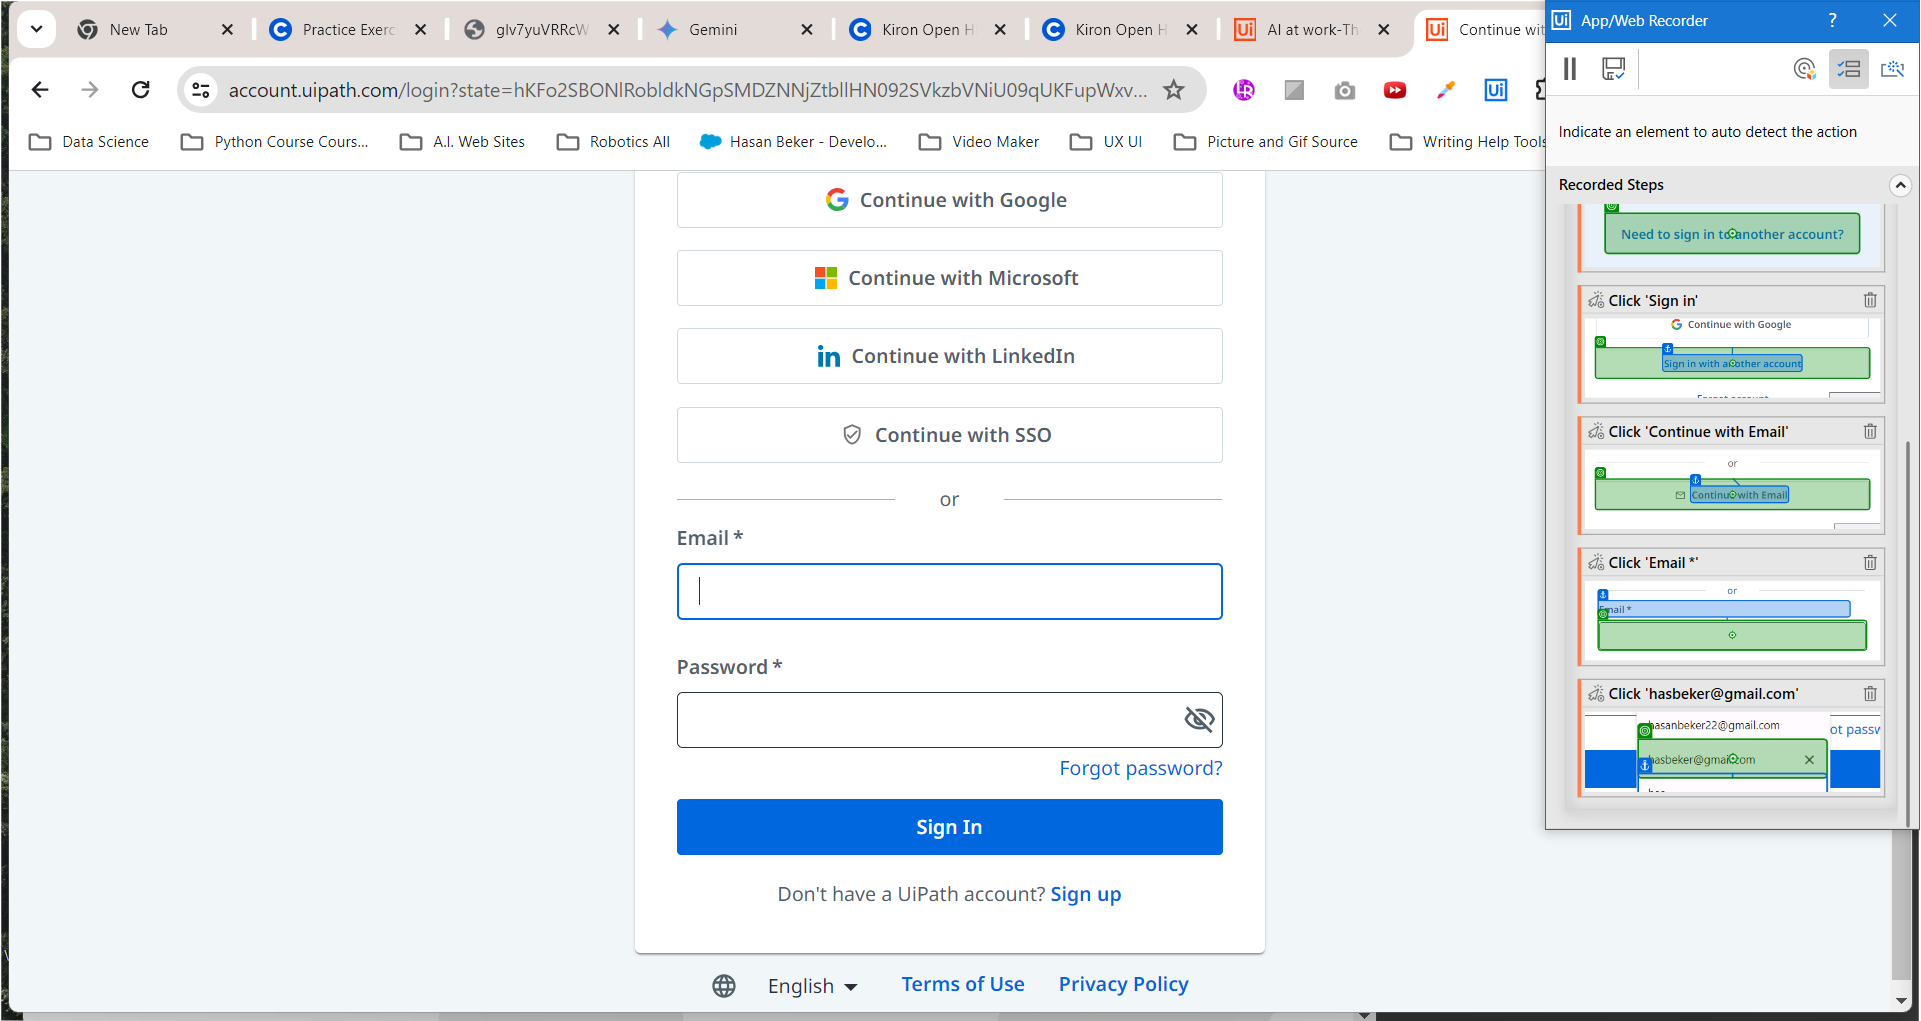 New Tab
Practice Exerc
glv7yuVRRcW
Gemini
Kiron Open H
Kiron Open H
Ui
AI at work-Th
Ui
Continue wit
Ui App/Web Recorder
?
account.uipath.com/login?state=hKFo2SBONlRobldkNGpSMDZNNjZtbllHN092SVkzbVNiU09qUKFupWxv...
Ui
Data Science
Python Course Cours...
A.I. Web Sites
Robotics All
Hasan Beker - Develo...
Video Maker
UX UI
Picture and Gif Source
Writing Help Tools
Continue with Google
Continue with Microsoft
in Continue with LinkedIn
Continue with SSO
or
Email *
Password *
Forgot password?
Sign In
Don't have a UiPath account? Sign up
English
Terms of Use
Privacy Policy
Indicate an element to auto detect the action
Recorded Steps
Need to sign in to another account?
Click 'Sign in'
Continue with Google
Sign in with another account
Click 'Continue with Email'
or
Continue with Email
Click 'Email *'
or
Email *
Click 'hasbeker@gmail.com'
hasanbeker22@gmail.com
ot passw
hasbeker@gmail.com